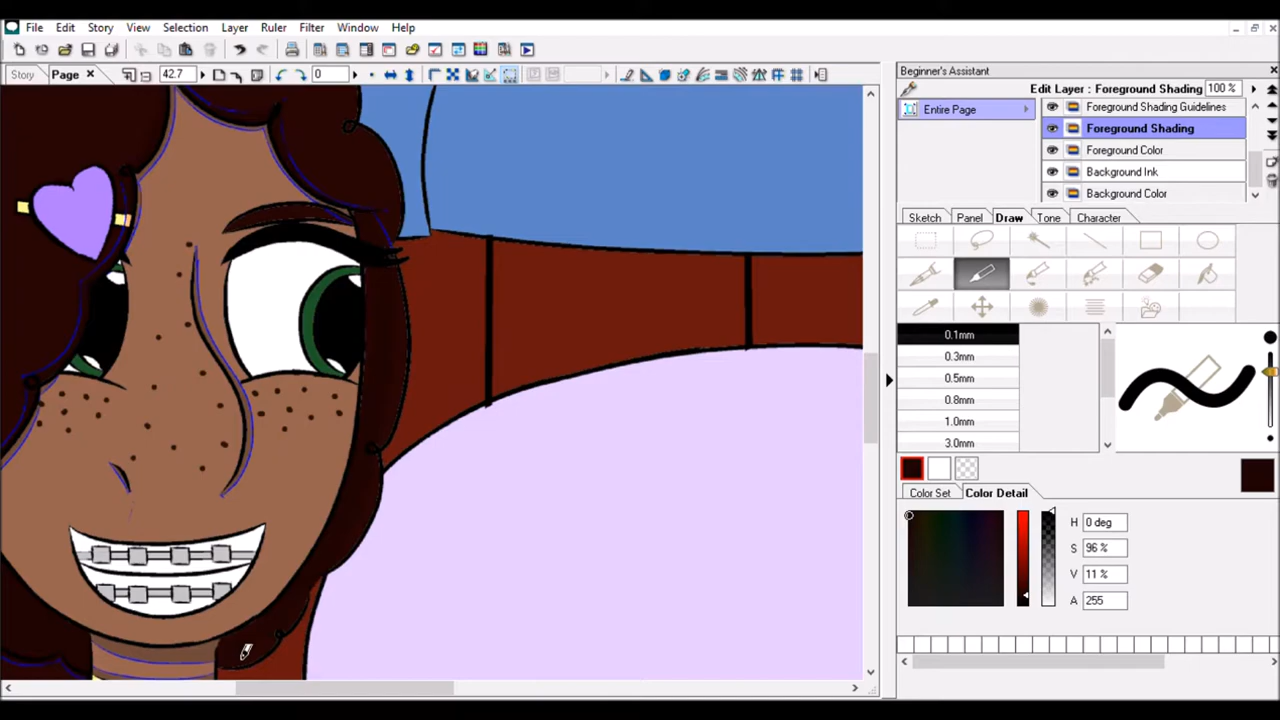 File Edit Story View Selection Layer Ruler Filter Window Help
Story Page 42.7 0
Beginner's Assistant
Edit Layer : Foreground Shading 100 %
Entire Page
Foreground Shading Guidelines
Foreground Shading
Foreground Color
Background Ink
Background Color
Sketch Panel Draw Tone Character
0.1mm
0.3mm
0.5mm
0.8mm
1.0mm
3.0mm
Color Set Color Detail
H 0 deg
S 96 %
V 11 %
A 255